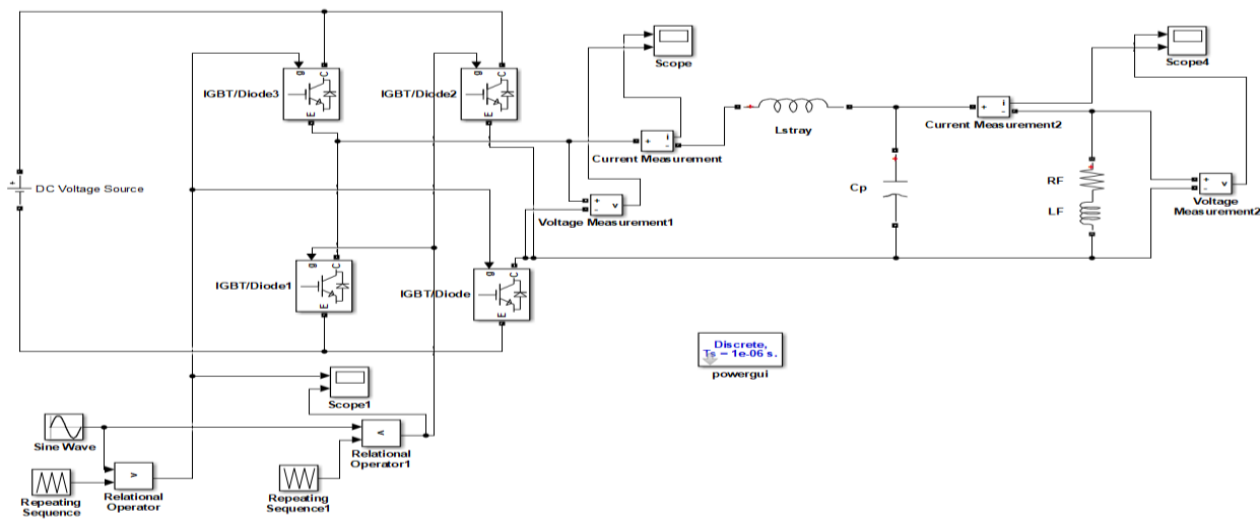 Scope
Scope4
g
C
E
IGBT/Diode3
g
C
E
IGBT/Diode2
Lstray
+
i
-
Current Measurement
+
i
-
Current Measurement2
DC Voltage Source
+
v
-
Voltage Measurement1
Cp
RF
LF
+
v
-
Voltage
Measurement2
g
C
E
IGBT/Diode1
g
C
E
IGBT/Diode
Discrete,
Ts = 1e-06 s.
powergui
Scope1
Sine Wave
<
Relational
Operator1
>
Relational
Operator
Repeating
Sequence
Repeating
Sequence1